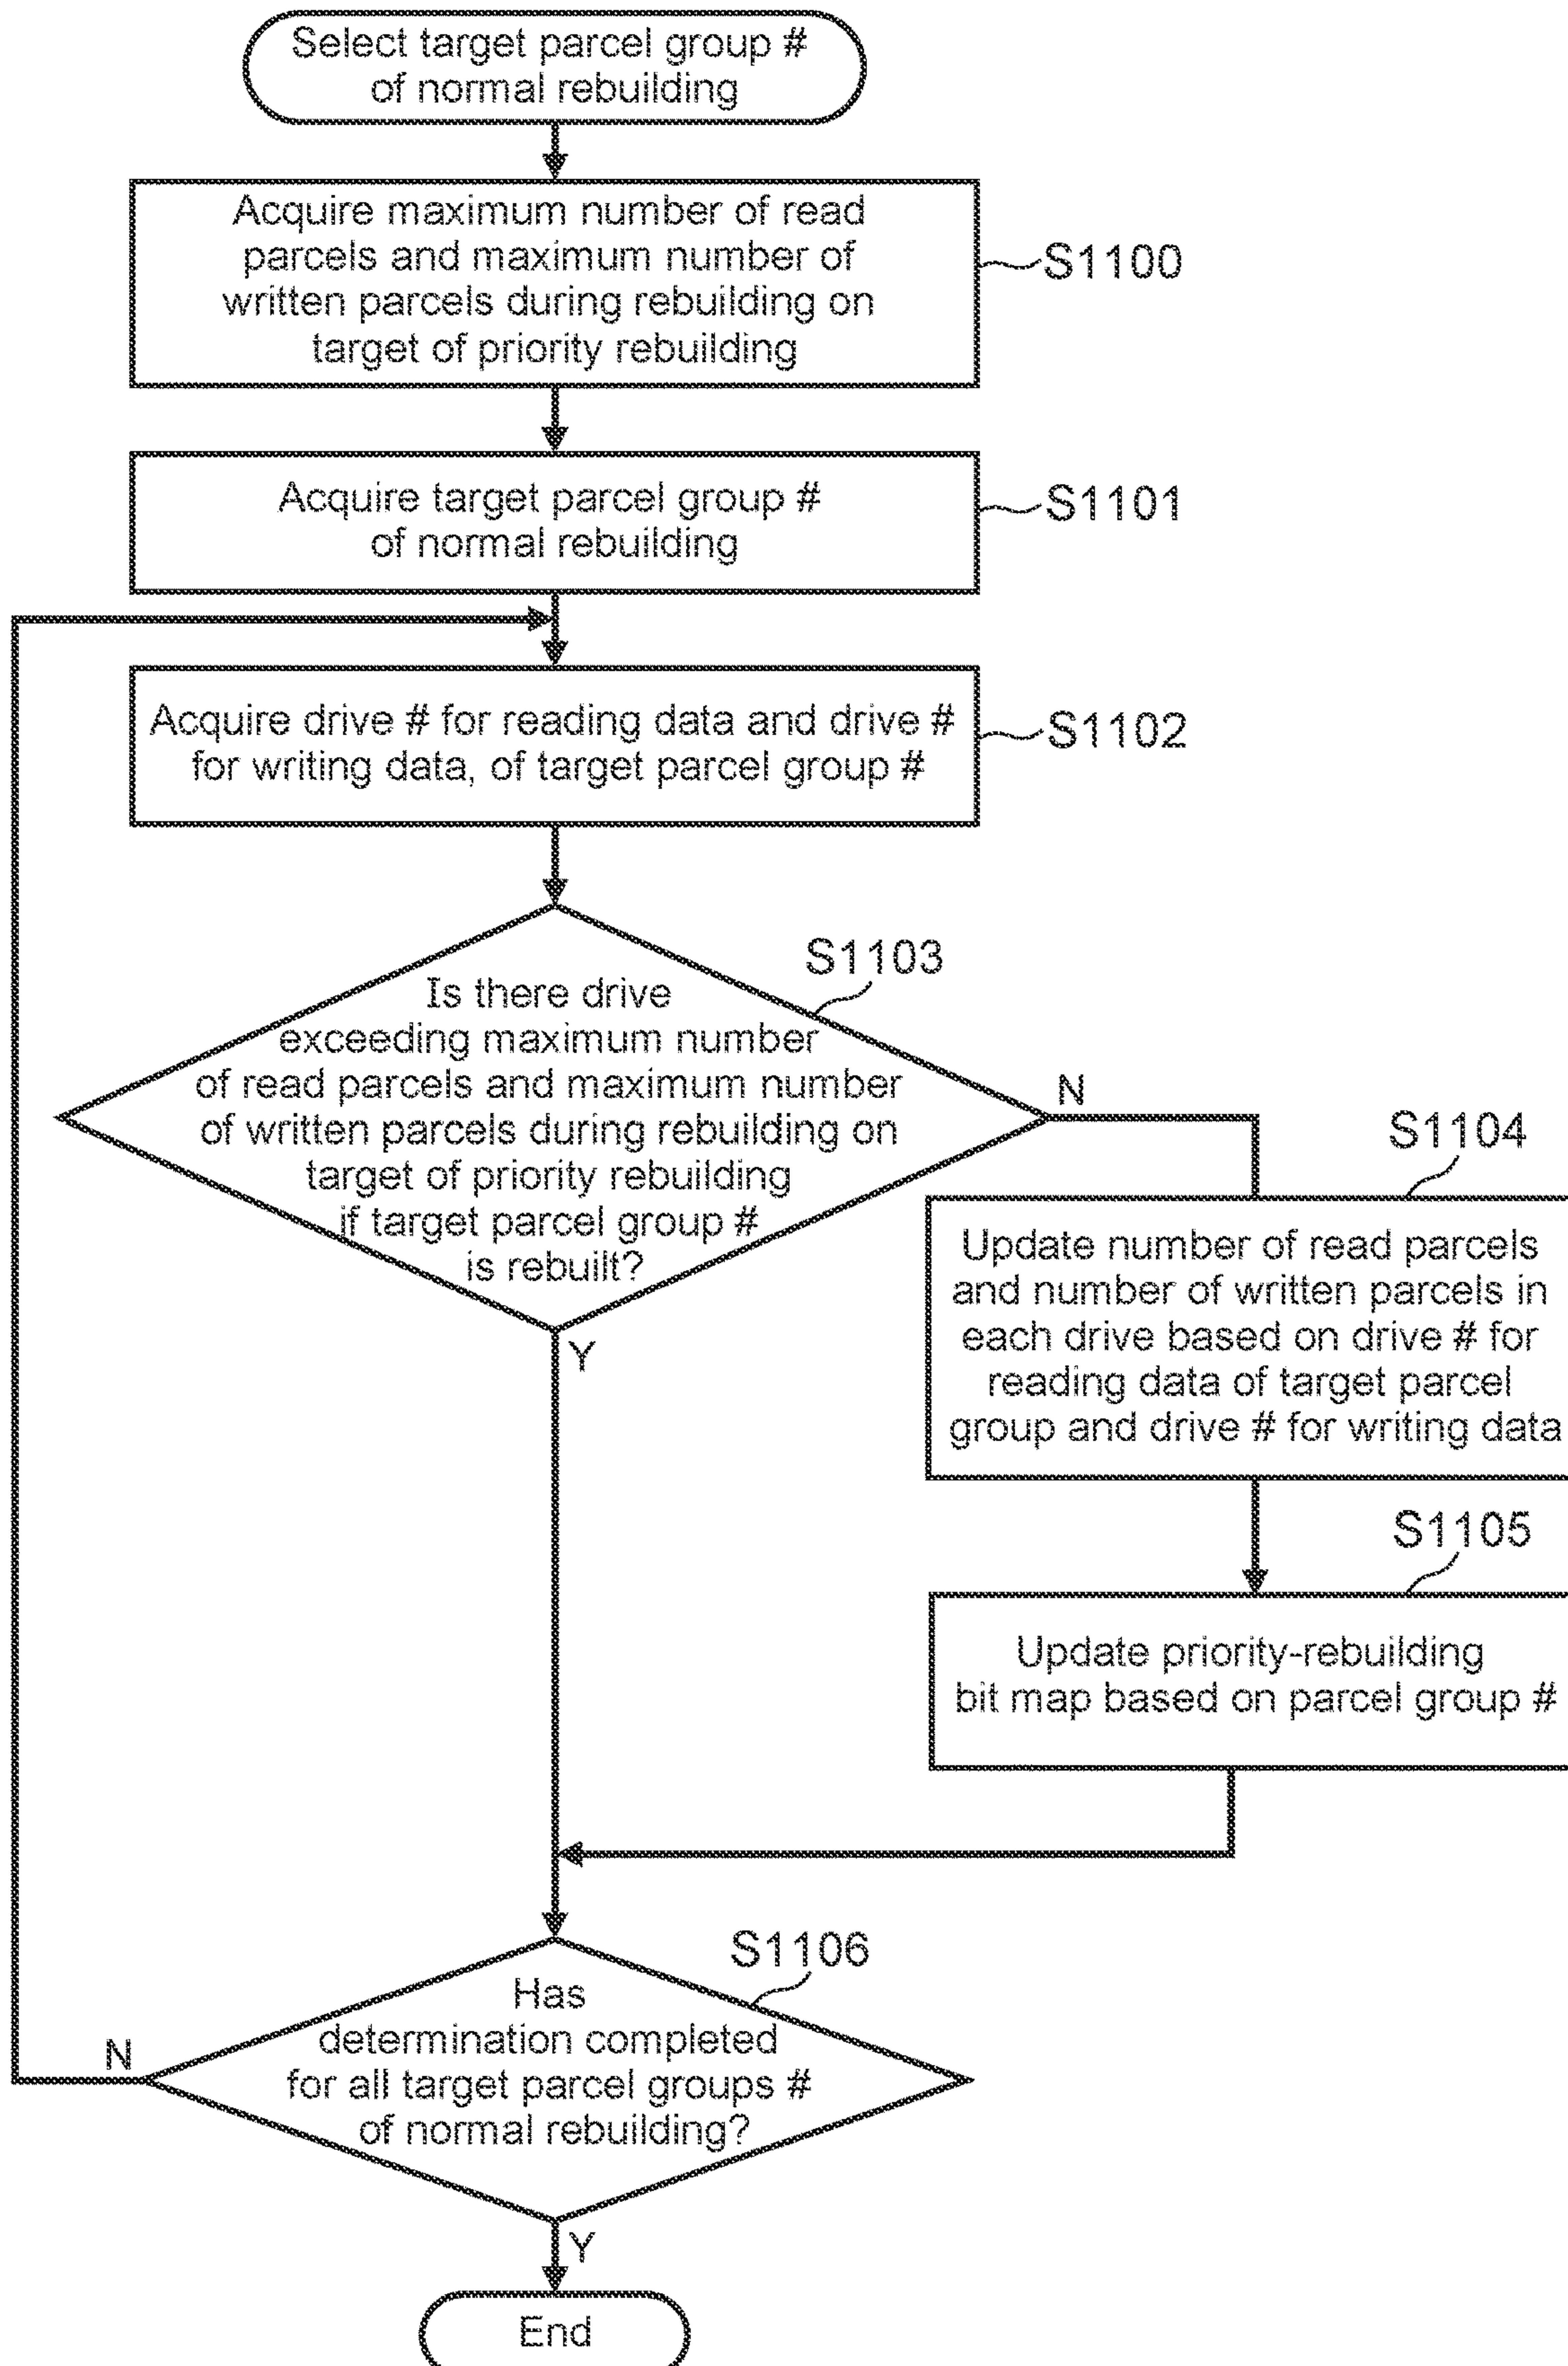 Select target parcel group #
of normal rebuilding
Acquire maximum number of read
parcels and maximum number of
written parcels during rebuilding on
target of priority rebuilding
S1100
Acquire target parcel group #
of normal rebuilding
S1101
Acquire drive # for reading data and drive #
for writing data, of target parcel group #
S1102
S1103
Is there drive
exceeding maximum number
of read parcels and maximum number
of written parcels during rebuilding on
target of priority rebuilding
if target parcel group #
is rebuilt?
N
Y
S1104
Update number of read parcels
and number of written parcels in
each drive based on drive # for
reading data of target parcel
group and drive # for writing data
S1105
Update priority-rebuilding
bit map based on parcel group #
S1106
Has
determination completed
for all target parcel groups #
of normal rebuilding?
N
Y
End